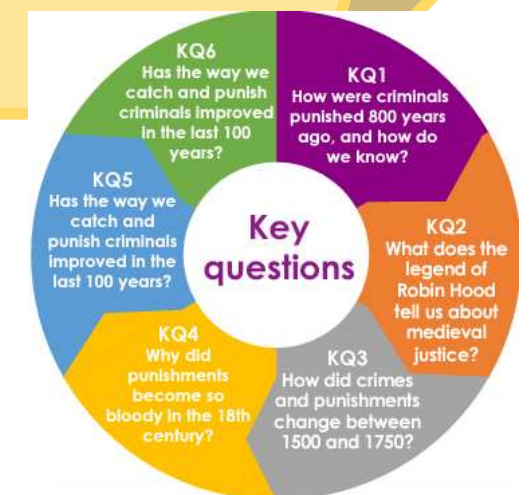 Key
questions
KQ1
How were criminals
punished 800 years
ago, and how do
we know?
KQ2
What does the
legend of
Robin Hood
tell us about
medieval
justice?
KQ3
How did crimes
and punishments
change between
1500 and 1750?
KQ4
Why did
punishments
become so
bloody in the 18th
century?
KQ5
Has the way we
catch and
punish criminals
improved in the
last 100 years?
KQ6
Has the way we
catch and punish
criminals improved
in the last 100
years?